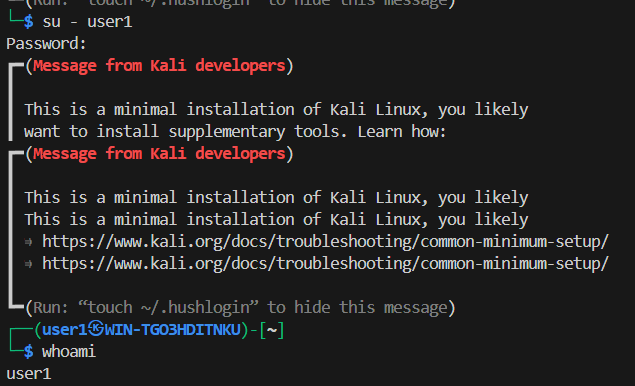 (Run: “touch ~/.hushlogin” to hide this message)
└─$ su - user1
Password:
┏━(Message from Kali developers)
┃
┃ This is a minimal installation of Kali Linux, you likely
┃ want to install supplementary tools. Learn how:
┏━(Message from Kali developers)
┃
┃ This is a minimal installation of Kali Linux, you likely
┃ This is a minimal installation of Kali Linux, you likely
┃ ⇒ https://www.kali.org/docs/troubleshooting/common-minimum-setup/
┃ ⇒ https://www.kali.org/docs/troubleshooting/common-minimum-setup/
┃
┗━(Run: “touch ~/.hushlogin” to hide this message)
┌──(user1㉿WIN-TGO3HDITNKU)-[~]
└─$ whoami
user1